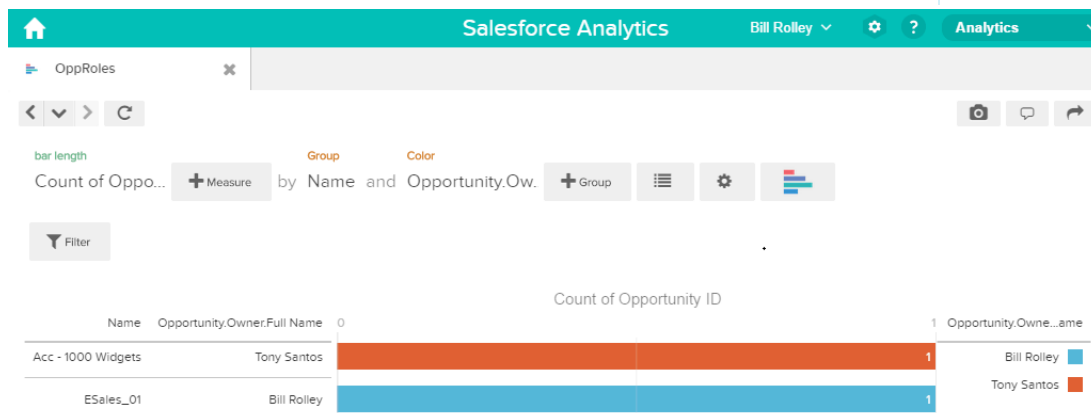 Salesforce Analytics Bill Rolley ? Analytics
OppRoles
bar length Group Color
Count of Oppo... Measure by Name and Opportunity.Ow. Group
Filter
Count of Opportunity ID
Name Opportunity.Owner.Full Name 0 1 Opportunity.Owne...ame
Acc - 1000 Widgets Tony Santos 1 Bill Rolley
Tony Santos
ESales_01 Bill Rolley 1